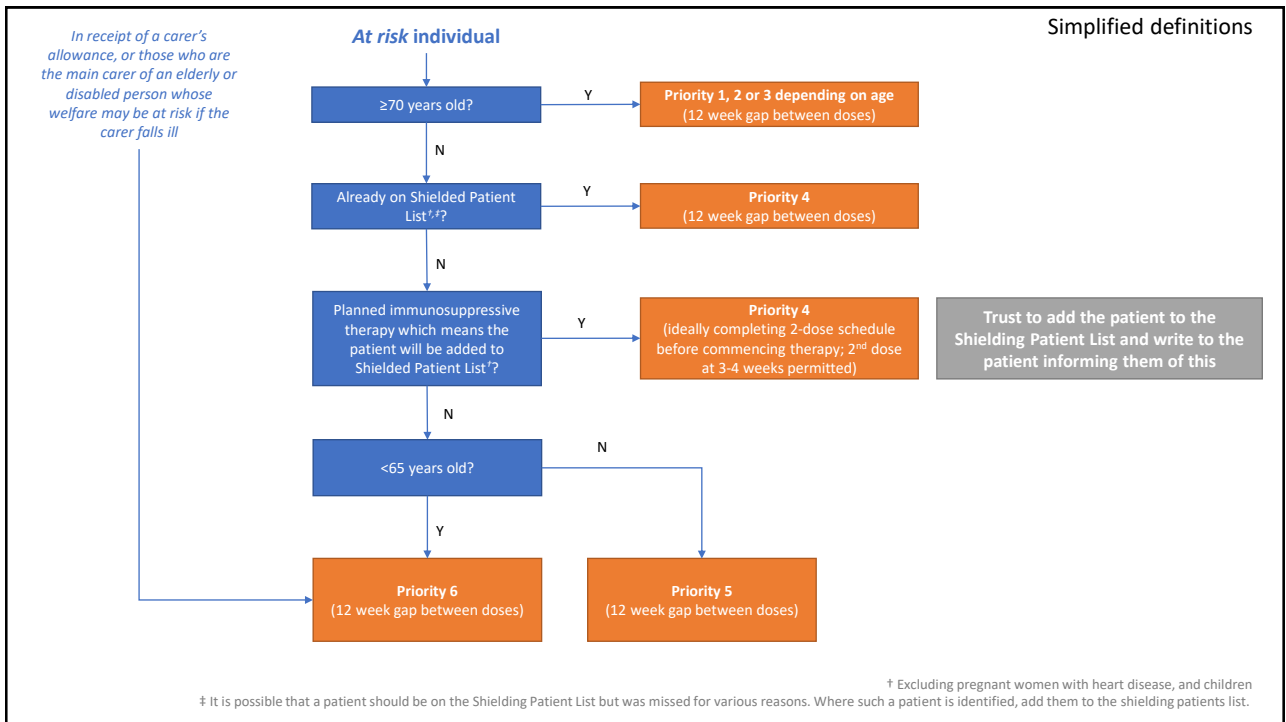 Simplified definitions
In receipt of a carer's
allowance, or those who are
the main carer of an elderly or
disabled person whose
welfare may be at risk if the
carer falls ill
At risk individual
≥70 years old?
Y
Priority 1, 2 or 3 depending on age
(12 week gap between doses)
N
Already on Shielded Patient
List†,‡?
Y
Priority 4
(12 week gap between doses)
N
Planned immunosuppressive
therapy which means the
patient will be added to
Shielded Patient List†?
Y
Priority 4
(ideally completing 2-dose schedule
before commencing therapy; 2nd dose
at 3-4 weeks permitted)
Trust to add the patient to the
Shielding Patient List and write to the
patient informing them of this
N
<65 years old?
N
Y
Priority 6
(12 week gap between doses)
Priority 5
(12 week gap between doses)
† Excluding pregnant women with heart disease, and children
‡ It is possible that a patient should be on the Shielding Patient List but was missed for various reasons. Where such a patient is identified, add them to the shielding patients list.